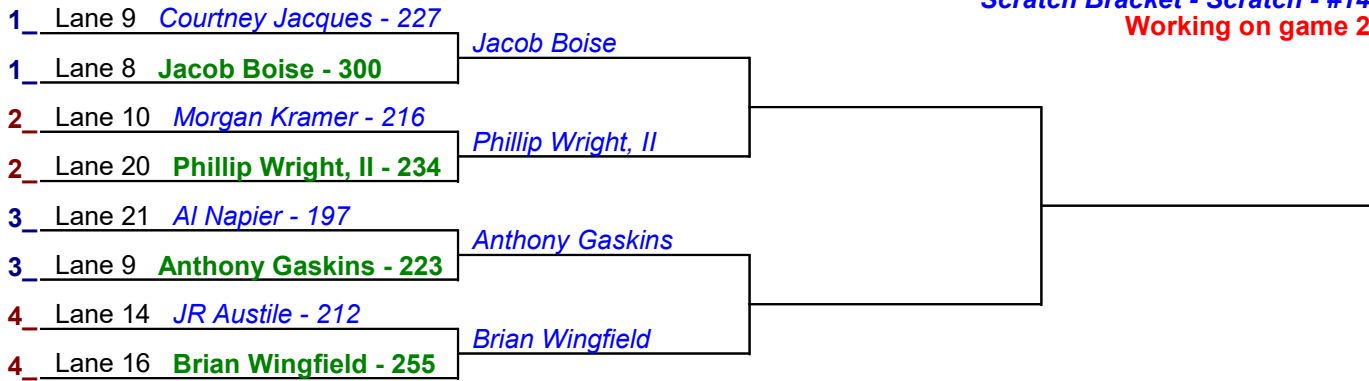 Scratch Bracket - Scratch - #14
Working on game 2
1_ Lane 9 Courtney Jacques - 227
Jacob Boise
1_ Lane 8 Jacob Boise - 300
2_ Lane 10 Morgan Kramer - 216
Phillip Wright, II
2_ Lane 20 Phillip Wright, II - 234
3_ Lane 21 Al Napier - 197
Anthony Gaskins
3_ Lane 9 Anthony Gaskins - 223
4_ Lane 14 JR Austile - 212
Brian Wingfield
4_ Lane 16 Brian Wingfield - 255